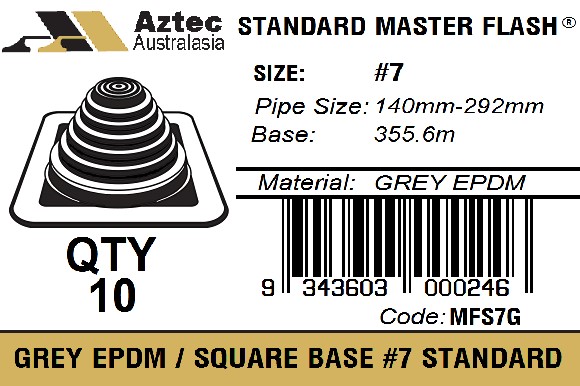 Aztec
Australasia
STANDARD MASTER FLASH®
SIZE: #7
Pipe Size: 140mm-292mm
Base: 355.6m
Material: GREY EPDM
QTY
10
9 343603 000246
Code: MFS7G
GREY EPDM / SQUARE BASE #7 STANDARD